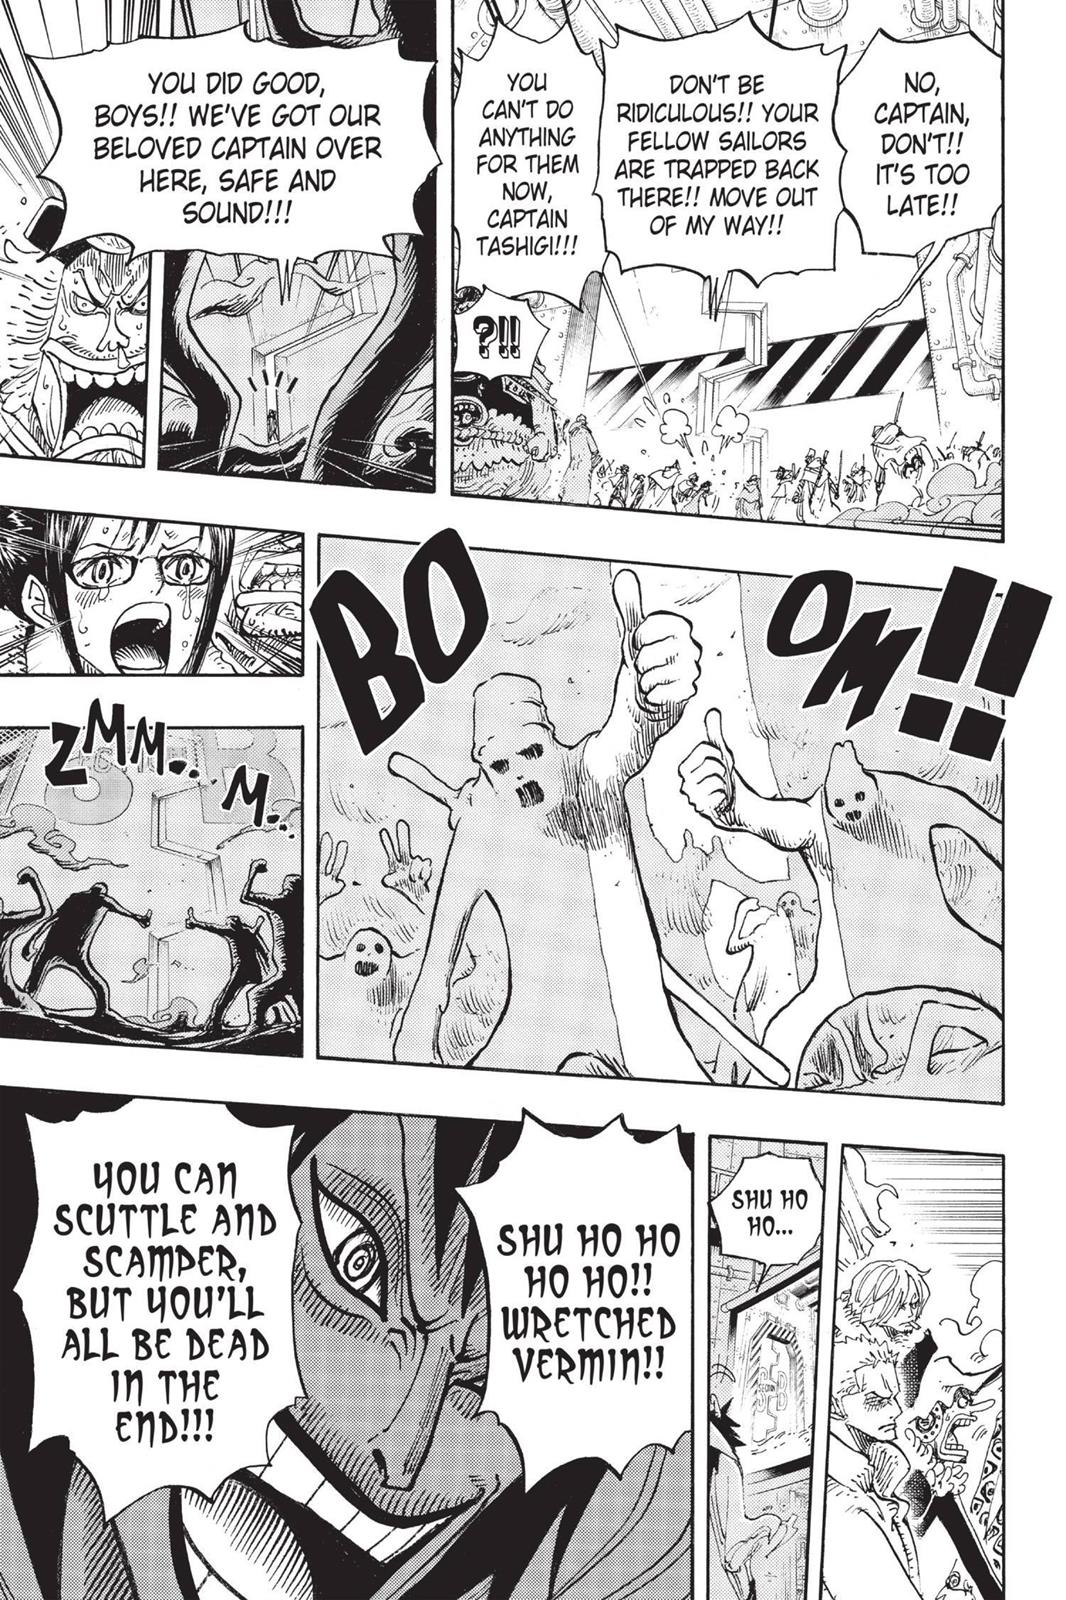 NO,
CAPTAIN,
DON'T!!
IT'S TOO
LATE!!
DON'T BE
RIDICULOUS!! YOUR
FELLOW SAILORS
ARE TRAPPED BACK
THERE!! MOVE OUT
OF MY WAY!!
YOU
CAN'T DO
ANYTHING
FOR THEM
NOW,
CAPTAIN
TASHIGI!!!
?!!
YOU DID GOOD,
BOYS!! WE'VE GOT OUR
BELOVED CAPTAIN OVER
HERE, SAFE AND
SOUND!!!
BO
OM!!
ZMM..
M..
B
SHU HO
HO...
SHU HO HO
HO HO!!
WRETCHED
VERMIN!!
YOU CAN
SCUTTLE AND
SCAMPER,
BUT YOU'LL
ALL BE DEAD
IN THE
END!!!